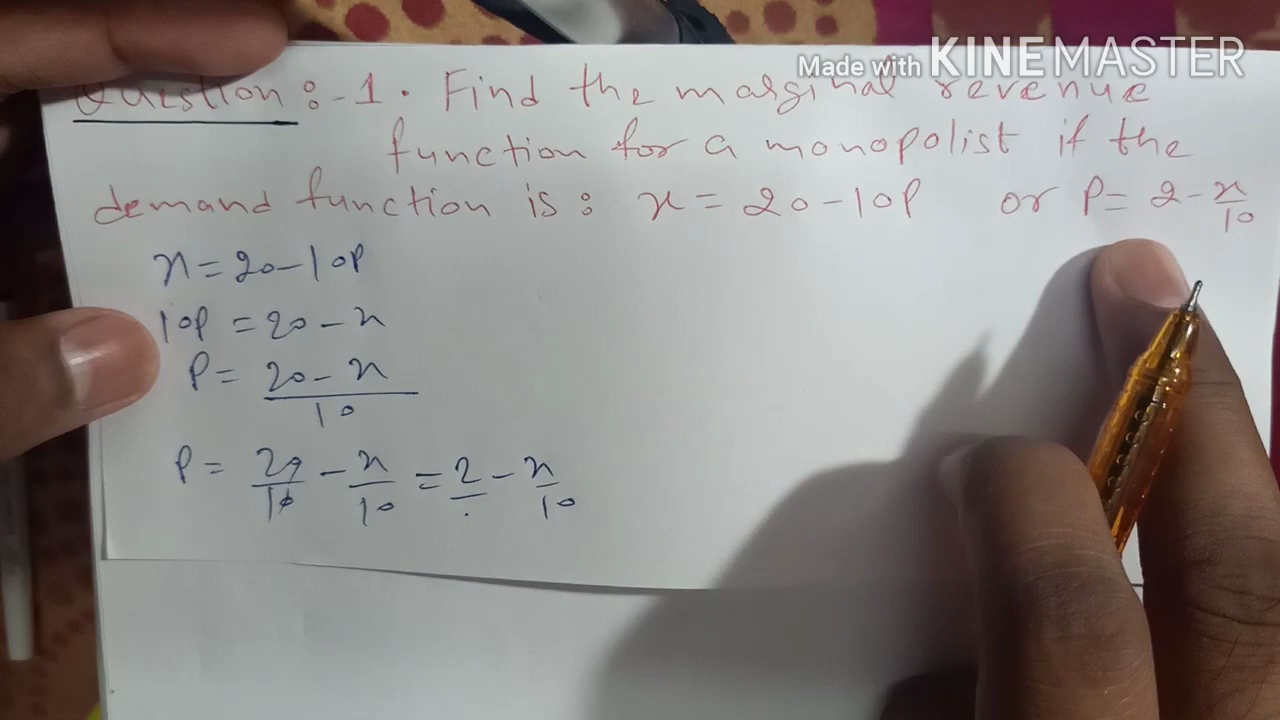 Made with KINEMASTER
Question :-1. Find the marginal revenue
function for a monopolist if the
demand function is : x = 20 - 10P or P = 2 - x/10
x = 20 - 10P
10P = 20 - x
P = 20 - x / 10
P = 20/10 - x/10 = 2 - x/10